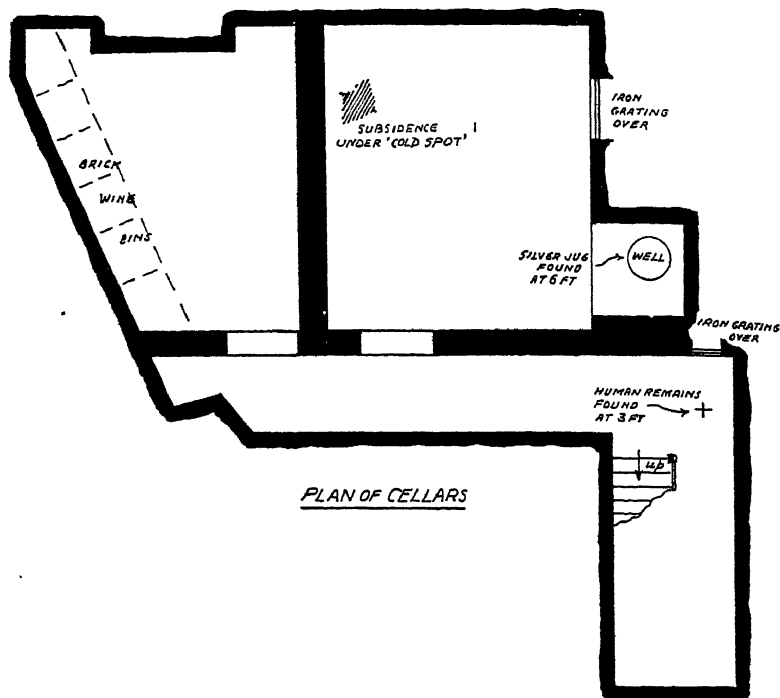 IRON
GRATING
OVER
SUBSIDENCE
UNDER 'COLD SPOT'
BRICK
WINE
BINS
SILVER JUG
FOUND
AT 6 FT
WELL
IRON GRATING
OVER
HUMAN REMAINS
FOUND
AT 3 FT
up
PLAN OF CELLARS